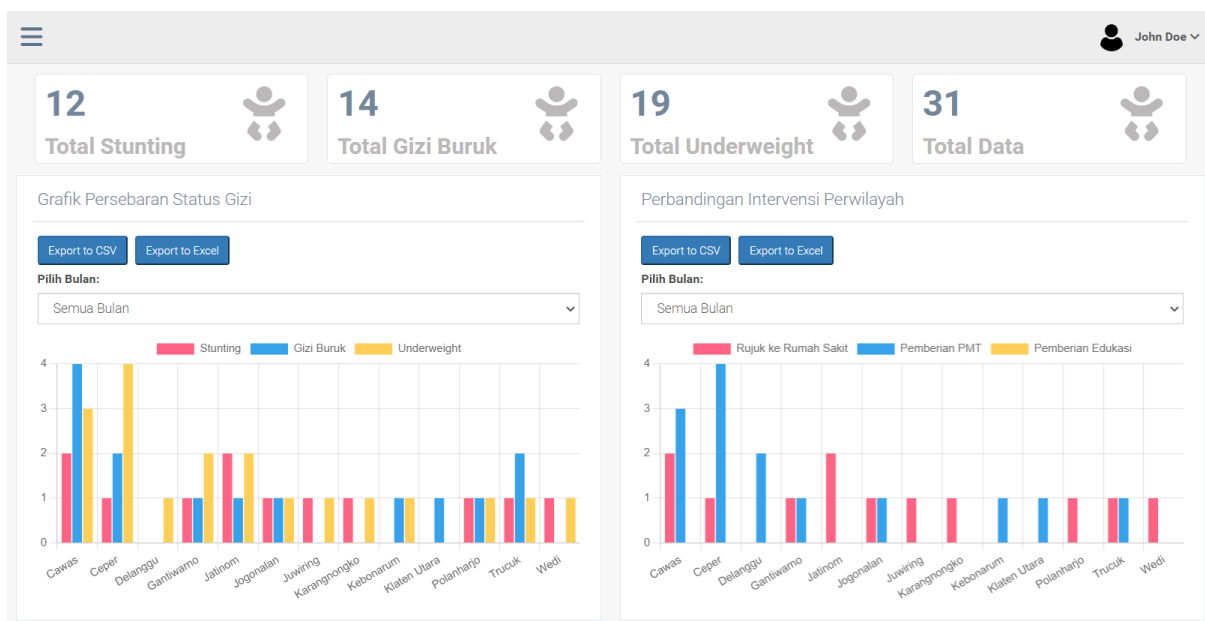 John Doe
12
Total Stunting
14
Total Gizi Buruk
19
Total Underweight
31
Total Data
Grafik Persebaran Status Gizi
Export to CSV Export to Excel
Pilih Bulan:
Semua Bulan
Stunting Gizi Buruk Underweight
4
3
2
1
0
Cawas Ceper Delanggu Gantiwarno Jatinom Jogonalan Juwiring Karangnongko Kebonarum Klaten Utara Polanharjo Trucuk Wedi
Perbandingan Intervensi Perwilayah
Export to CSV Export to Excel
Pilih Bulan:
Semua Bulan
Rujuk ke Rumah Sakit Pemberian PMT Pemberian Edukasi
4
3
2
1
0
Cawas Ceper Delanggu Gantiwarno Jatinom Jogonalan Juwiring Karangnongko Kebonarum Klaten Utara Polanharjo Trucuk Wedi